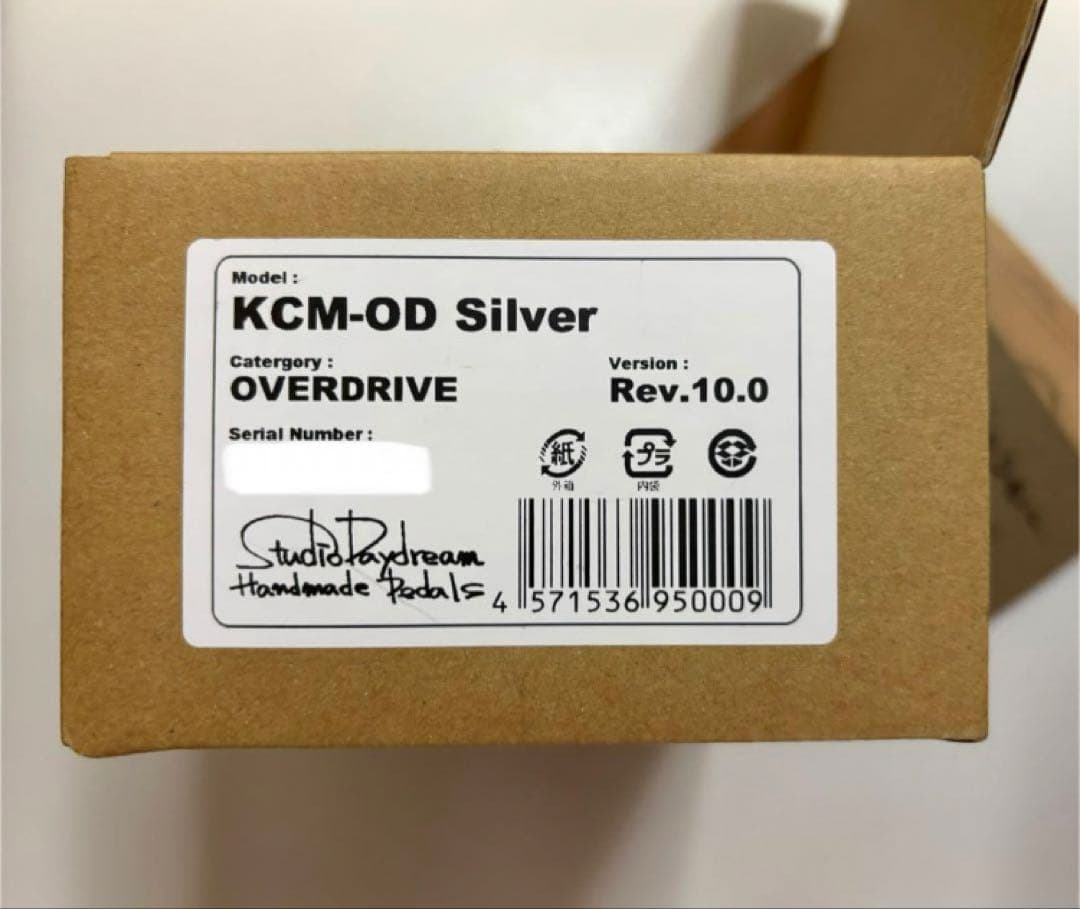 Model :
KCM-OD Silver
Catergory :
OVERDRIVE
Version :
Rev.10.0
Serial Number :
紙
外箱
プラ
内袋
StudioDaydream
Handmade Pedals
4 571536 950009